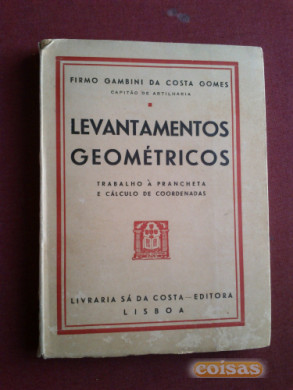 FIRMO GAMBINI DA COSTA GOMES
CAPITÃO DE ARTILHARIA
LEVANTAMENTOS
GEOMÉTRICOS
TRABALHO À PRANCHETA
E CÁLCULO DE COORDENADAS
LIVRARIA SÁ DA COSTA—EDITORA
LISBOA
coisas